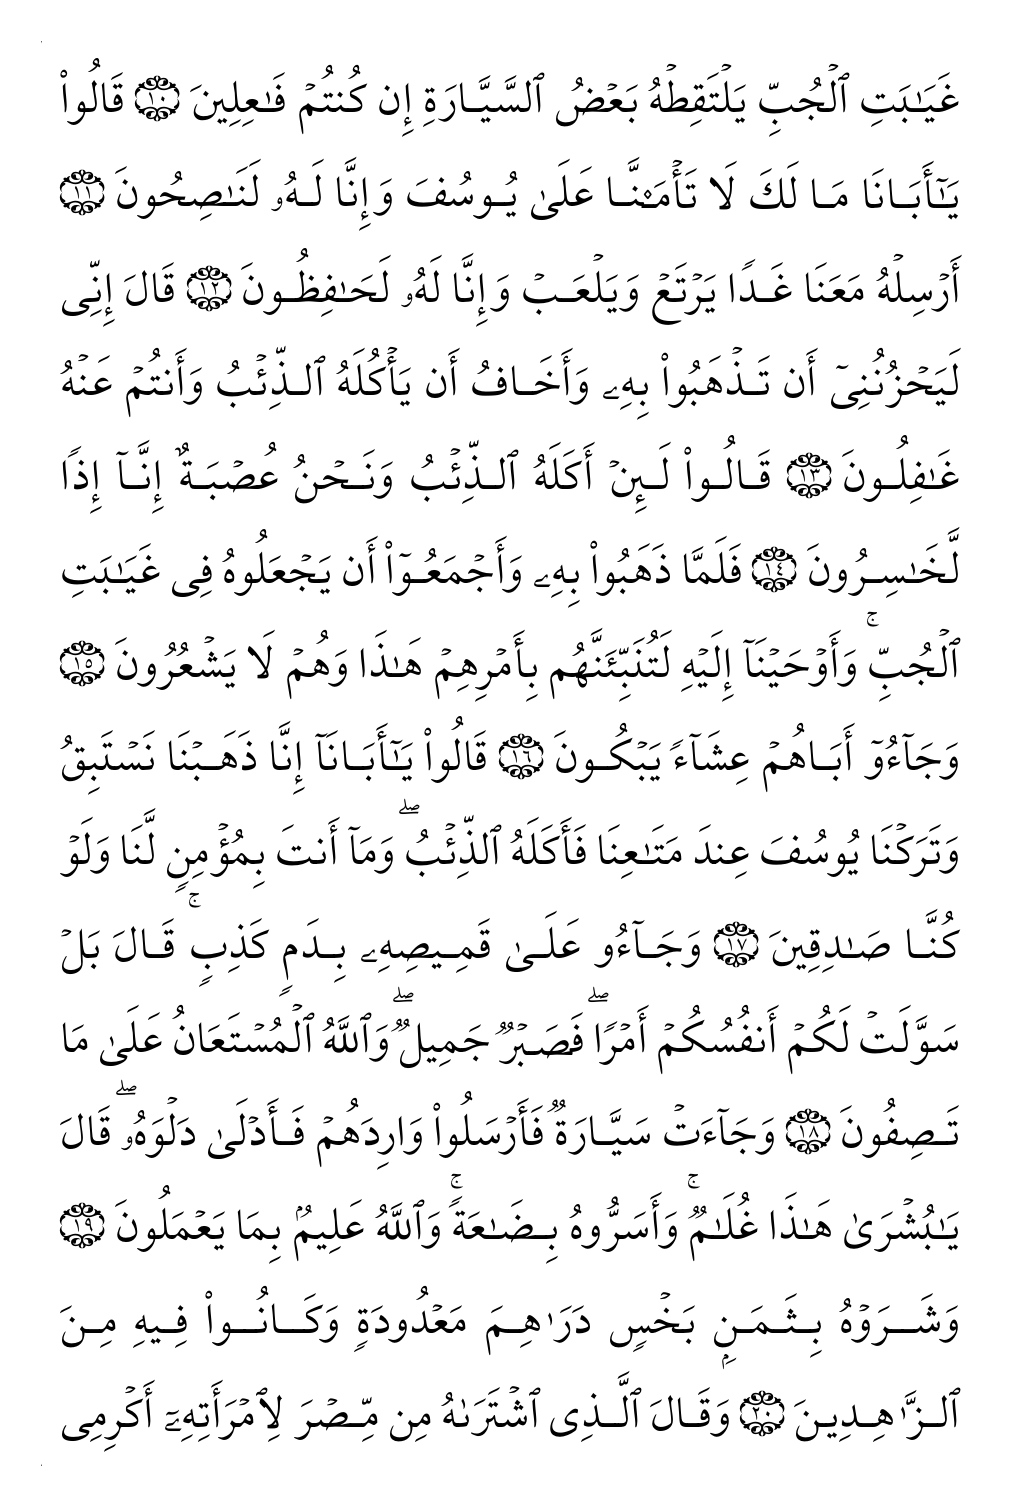 غَيَٰبَتِ ٱلْجُبِّ يَلْتَقِطْهُ بَعْضُ ٱلسَّيَّارَةِ إِن كُنتُمْ فَٰعِلِينَ ١٠ قَالُوا۟
يَٰٓأَبَانَا مَا لَكَ لَا تَأْمَ۫نَّا عَلَىٰ يُوسُفَ وَإِنَّا لَهُۥ لَنَٰصِحُونَ ١١
أَرْسِلْهُ مَعَنَا غَدًا يَرْتَعْ وَيَلْعَبْ وَإِنَّا لَهُۥ لَحَٰفِظُونَ ١٢ قَالَ إِنِّى
لَيَحْزُنُنِىٓ أَن تَذْهَبُوا۟ بِهِۦ وَأَخَافُ أَن يَأْكُلَهُ ٱلذِّئْبُ وَأَنتُمْ عَنْهُ
غَٰفِلُونَ ١٣ قَالُوا۟ لَئِنْ أَكَلَهُ ٱلذِّئْبُ وَنَحْنُ عُصْبَةٌ إِنَّآ إِذًا
لَّخَٰسِرُونَ ١٤ فَلَمَّا ذَهَبُوا۟ بِهِۦ وَأَجْمَعُوٓا۟ أَن يَجْعَلُوهُ فِى غَيَٰبَتِ
ٱلْجُبِّ ۚ وَأَوْحَيْنَآ إِلَيْهِ لَتُنَبِّئَنَّهُم بِأَمْرِهِمْ هَٰذَا وَهُمْ لَا يَشْعُرُونَ ١٥
وَجَآءُوٓ أَبَاهُمْ عِشَآءً يَبْكُونَ ١٦ قَالُوا۟ يَٰٓأَبَانَآ إِنَّا ذَهَبْنَا نَسْتَبِقُ
وَتَرَكْنَا يُوسُفَ عِندَ مَتَٰعِنَا فَأَكَلَهُ ٱلذِّئْبُ ۖ وَمَآ أَنتَ بِمُؤْمِنٍ لَّنَا وَلَوْ
كُنَّا صَٰدِقِينَ ١٧ وَجَآءُو عَلَىٰ قَمِيصِهِۦ بِدَمٍ كَذِبٍ ۚ قَالَ بَلْ
سَوَّلَتْ لَكُمْ أَنفُسُكُمْ أَمْرًا ۖ فَصَبْرٌ جَمِيلٌ ۖ وَٱللَّهُ ٱلْمُسْتَعَانُ عَلَىٰ مَا
تَصِفُونَ ١٨ وَجَآءَتْ سَيَّارَةٌ فَأَرْسَلُوا۟ وَارِدَهُمْ فَأَدْلَىٰ دَلْوَهُۥ ۖ قَالَ
يَٰبُشْرَىٰ هَٰذَا غُلَٰمٌ ۚ وَأَسَرُّوهُ بِضَٰعَةً ۚ وَٱللَّهُ عَلِيمٌۢ بِمَا يَعْمَلُونَ ١٩
وَشَرَوْهُ بِثَمَنٍۭ بَخْسٍ دَرَٰهِمَ مَعْدُودَةٍ وَكَانُوا۟ فِيهِ مِنَ
ٱلزَّٰهِدِينَ ٢٠ وَقَالَ ٱلَّذِى ٱشْتَرَىٰهُ مِن مِّصْرَ لِٱمْرَأَتِهِۦٓ أَكْرِمِى